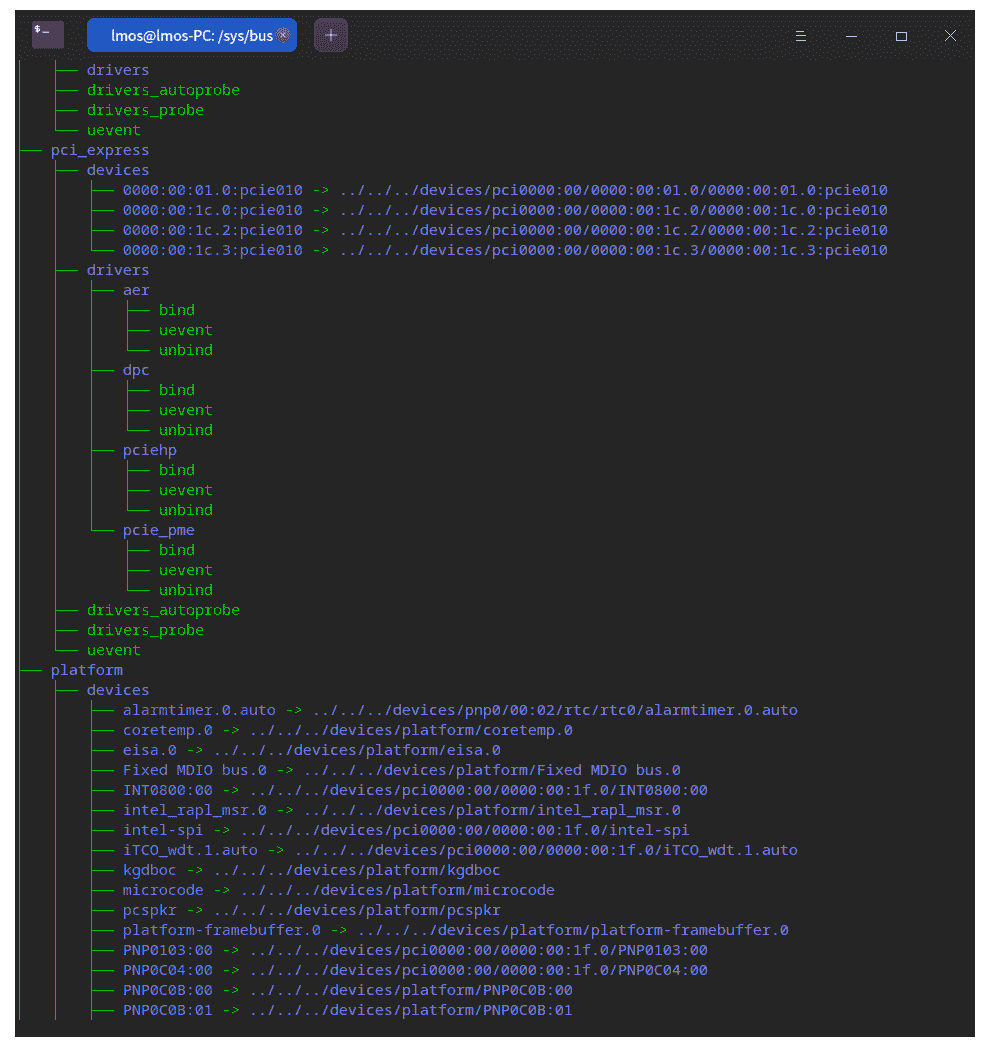 $_ lmos@lmos-PC: /sys/bus × +
├── drivers
├── drivers_autoprobe
├── drivers_probe
└── uevent
├── pci_express
├── devices
├── 0000:00:01.0:pcie010 -> ../../../devices/pci0000:00/0000:00:01.0/0000:00:01.0:pcie010
├── 0000:00:1c.0:pcie010 -> ../../../devices/pci0000:00/0000:00:1c.0/0000:00:1c.0:pcie010
├── 0000:00:1c.2:pcie010 -> ../../../devices/pci0000:00/0000:00:1c.2/0000:00:1c.2:pcie010
└── 0000:00:1c.3:pcie010 -> ../../../devices/pci0000:00/0000:00:1c.3/0000:00:1c.3:pcie010
├── drivers
├── aer
├── bind
├── uevent
└── unbind
├── dpc
├── bind
├── uevent
└── unbind
├── pciehp
├── bind
├── uevent
└── unbind
└── pcie_pme
├── bind
├── uevent
└── unbind
├── drivers_autoprobe
├── drivers_probe
└── uevent
├── platform
├── devices
├── alarmtimer.0.auto -> ../../../devices/pnp0/00:02/rtc/rtc0/alarmtimer.0.auto
├── coretemp.0 -> ../../../devices/platform/coretemp.0
├── eisa.0 -> ../../../devices/platform/eisa.0
├── Fixed MDIO bus.0 -> ../../../devices/platform/Fixed MDIO bus.0
├── INT0800:00 -> ../../../devices/pci0000:00/0000:00:1f.0/INT0800:00
├── intel_rapl_msr.0 -> ../../../devices/platform/intel_rapl_msr.0
├── intel-spi -> ../../../devices/pci0000:00/0000:00:1f.0/intel-spi
├── iTCO_wdt.1.auto -> ../../../devices/pci0000:00/0000:00:1f.0/iTCO_wdt.1.auto
├── kgdboc -> ../../../devices/platform/kgdboc
├── microcode -> ../../../devices/platform/microcode
├── pcspkr -> ../../../devices/platform/pcspkr
├── platform-framebuffer.0 -> ../../../devices/platform/platform-framebuffer.0
├── PNP0103:00 -> ../../../devices/pci0000:00/0000:00:1f.0/PNP0103:00
├── PNP0C04:00 -> ../../../devices/pci0000:00/0000:00:1f.0/PNP0C04:00
├── PNP0C0B:00 -> ../../../devices/platform/PNP0C0B:00
├── PNP0C0B:01 -> ../../../devices/platform/PNP0C0B:01